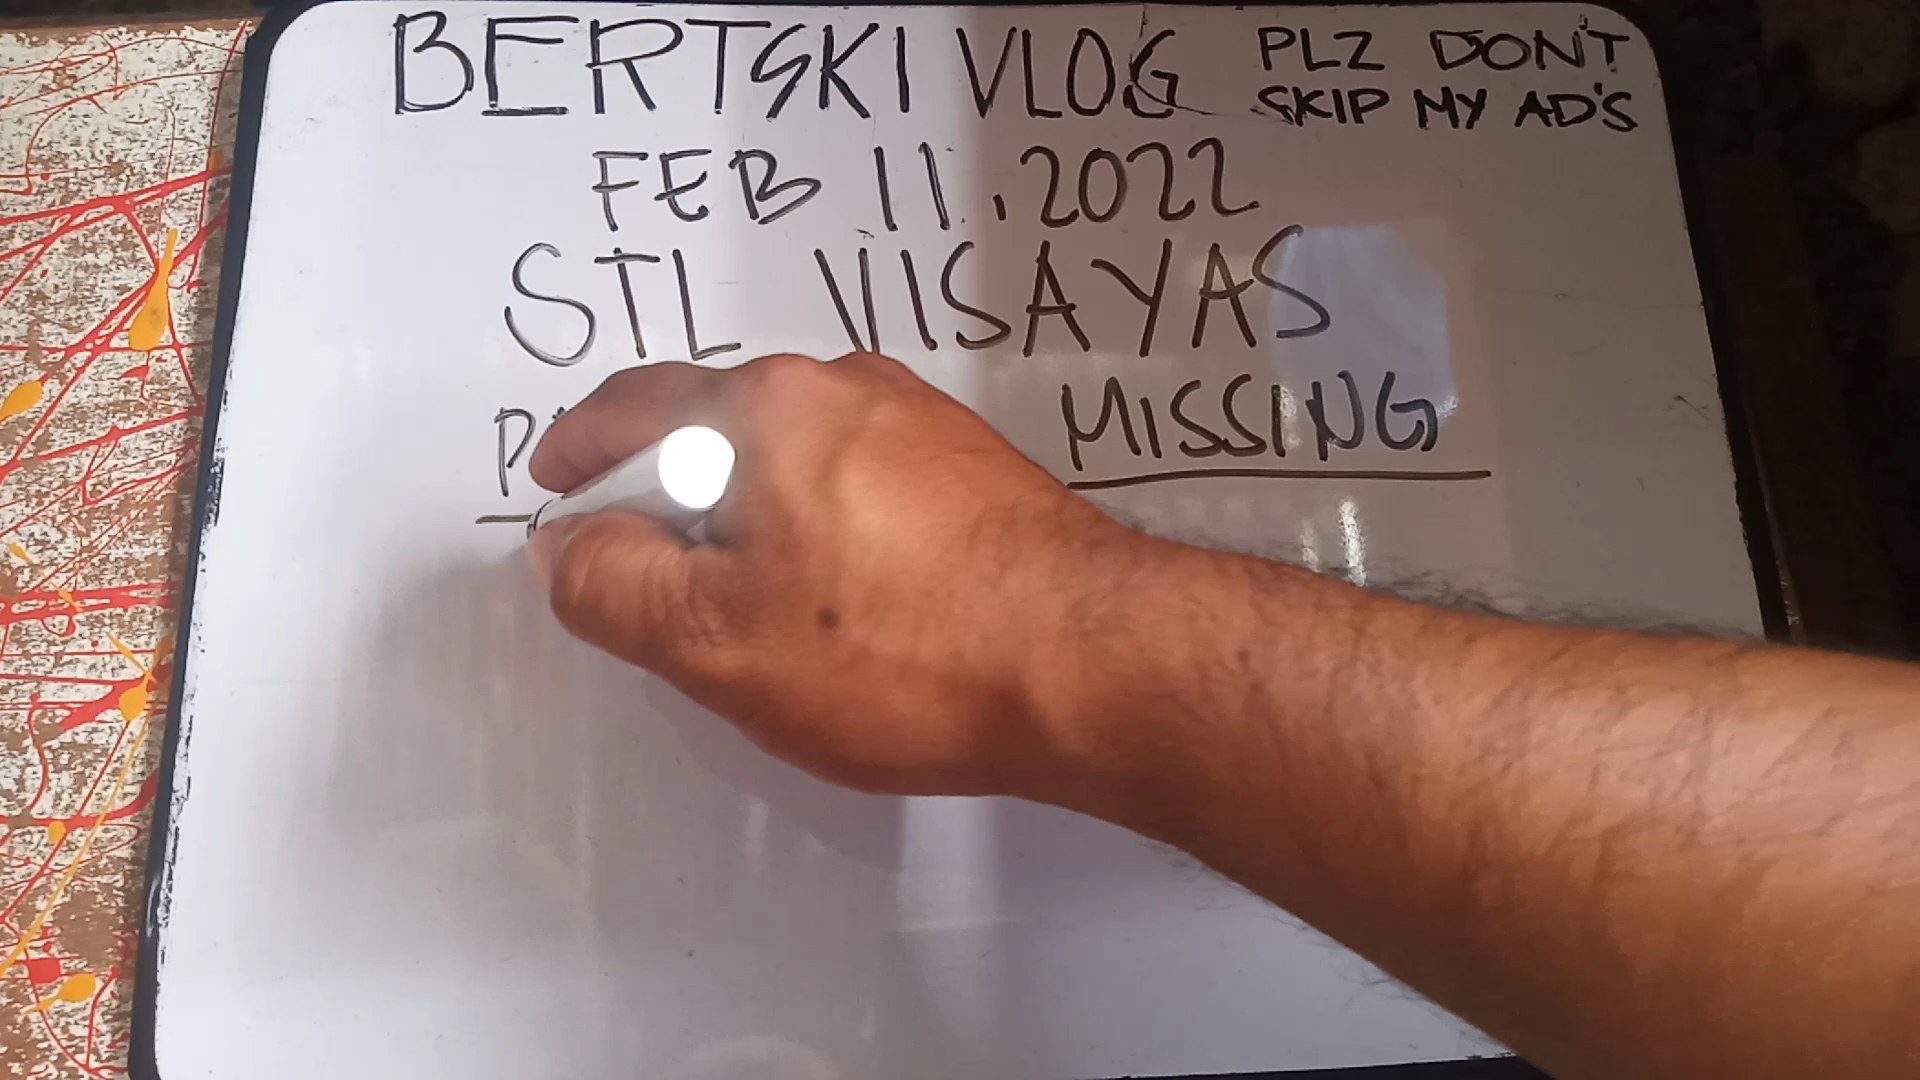 BERTSKI VLOG
PLZ DON'T
SKIP MY AD'S
FEB 11.2022
STL VISAYAS
MISSING